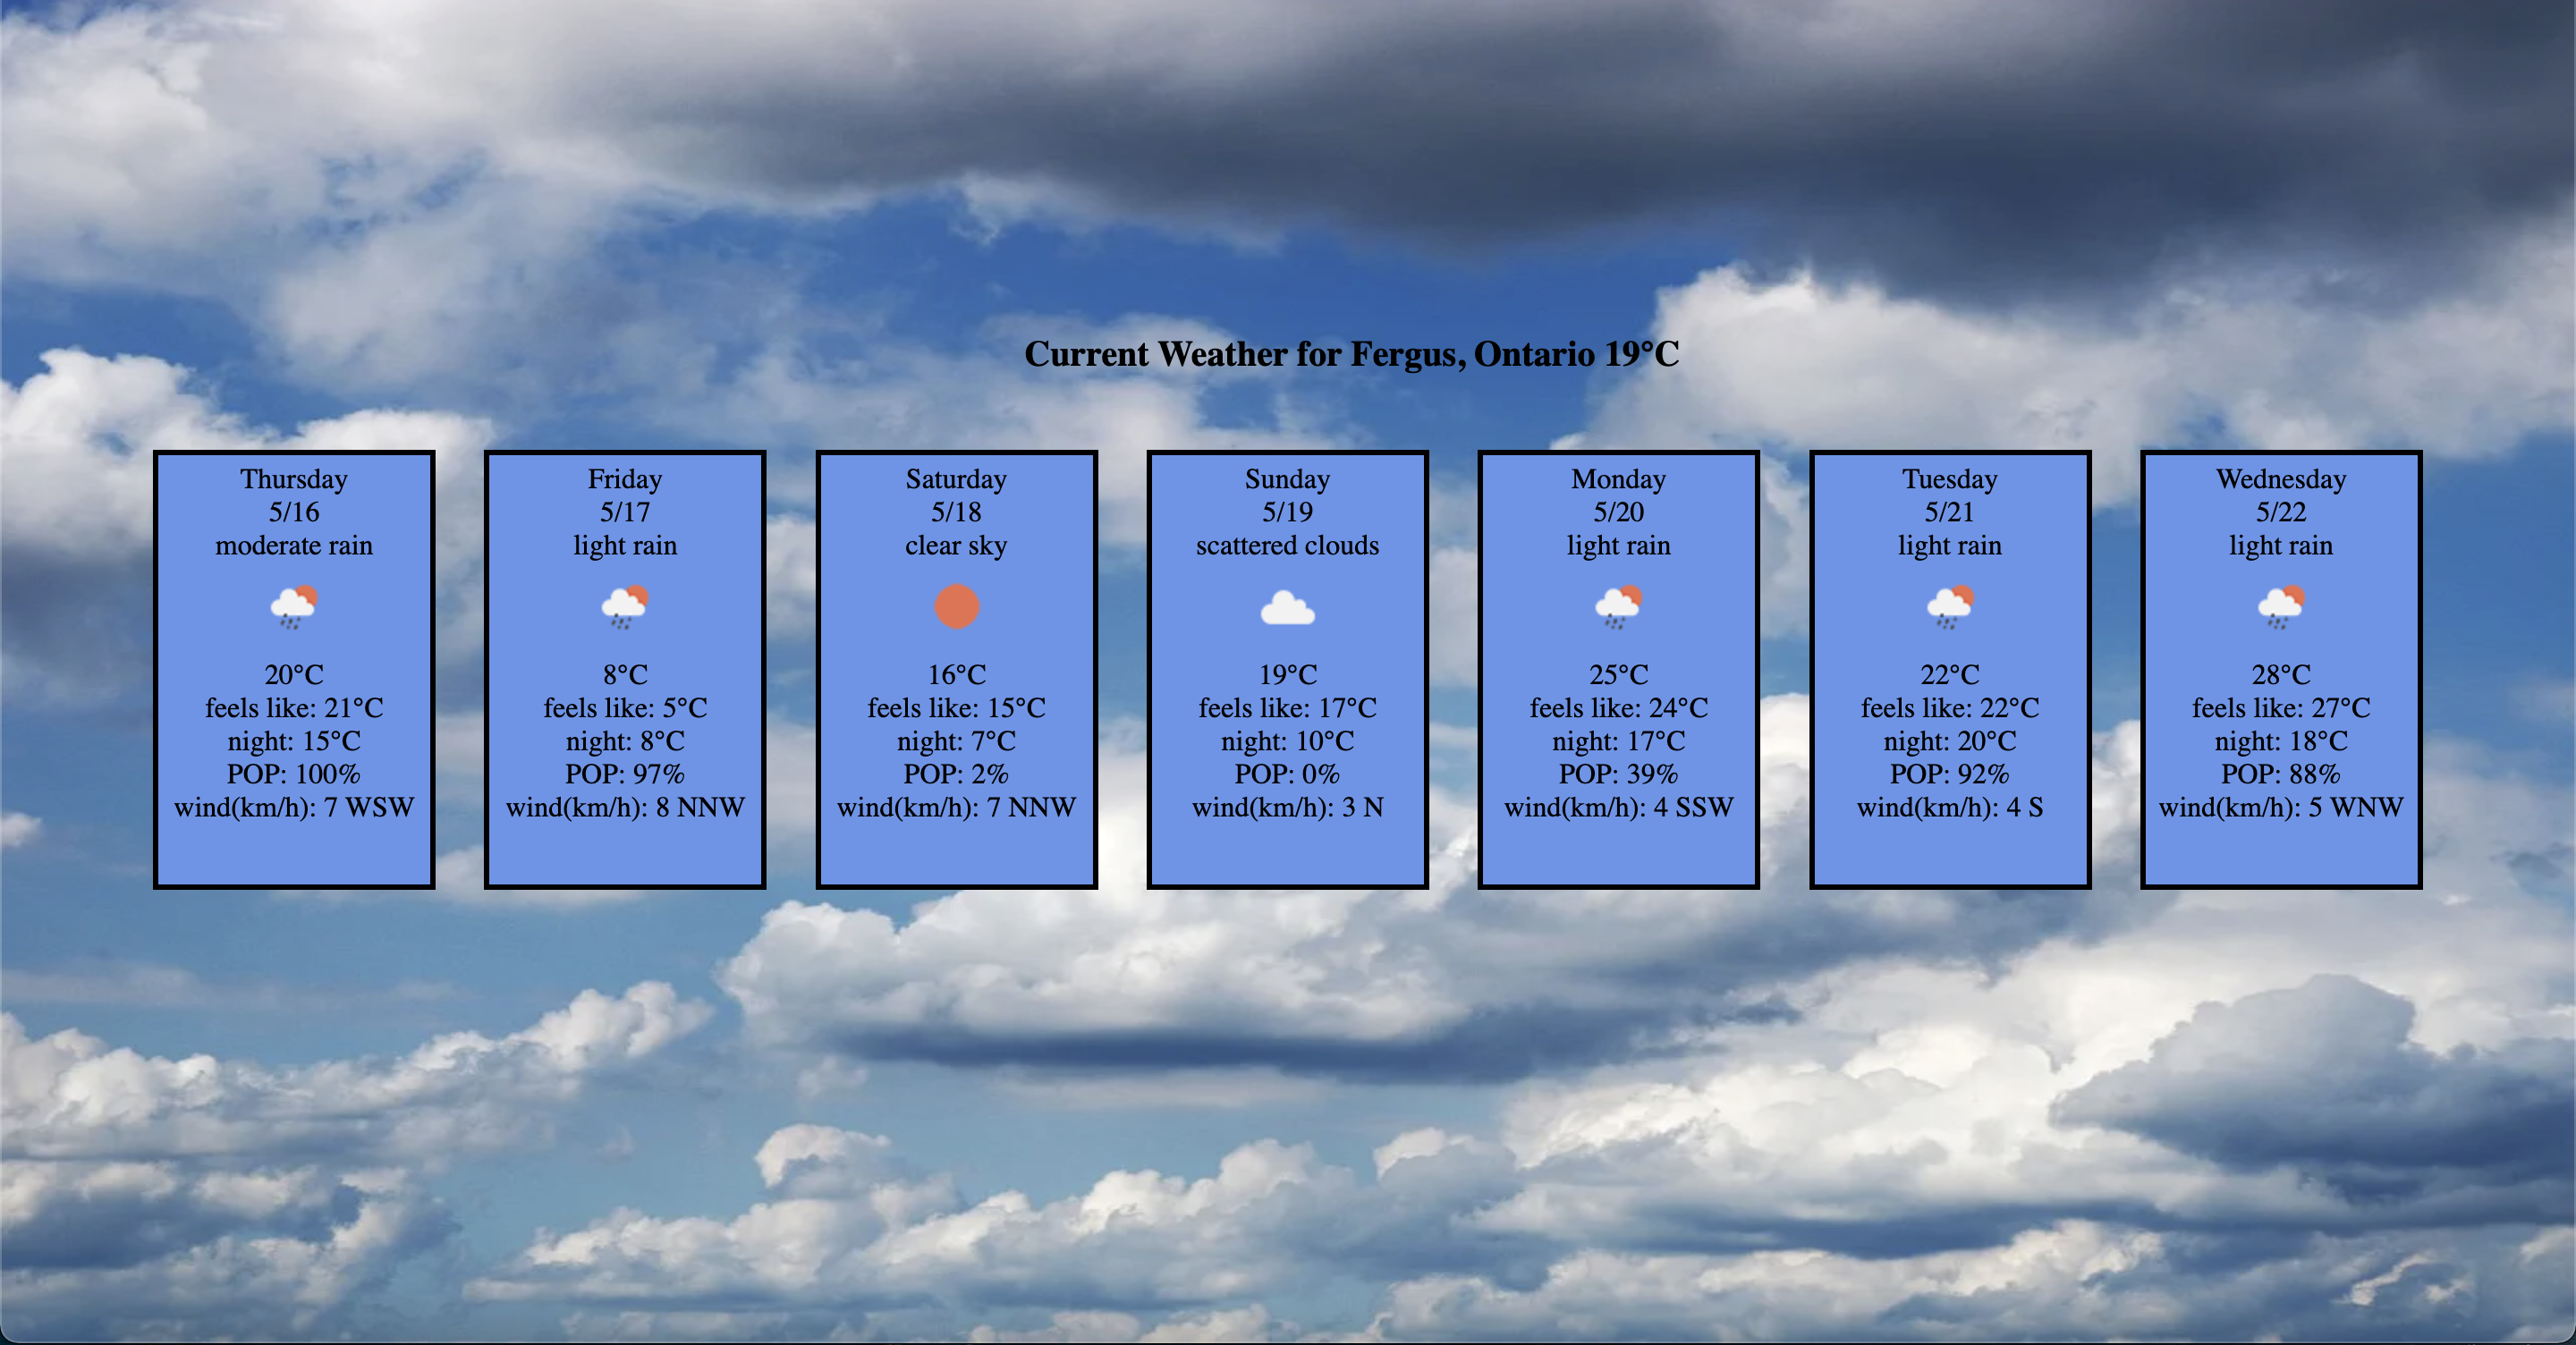 Current Weather for Fergus, Ontario 19°C
Thursday
5/16
moderate rain
20°C
feels like: 21°C
night: 15°C
POP: 100%
wind(km/h): 7 WSW
Friday
5/17
light rain
8°C
feels like: 5°C
night: 8°C
POP: 97%
wind(km/h): 8 NNW
Saturday
5/18
clear sky
16°C
feels like: 15°C
night: 7°C
POP: 2%
wind(km/h): 7 NNW
Sunday
5/19
scattered clouds
19°C
feels like: 17°C
night: 10°C
POP: 0%
wind(km/h): 3 N
Monday
5/20
light rain
25°C
feels like: 24°C
night: 17°C
POP: 39%
wind(km/h): 4 SSW
Tuesday
5/21
light rain
22°C
feels like: 22°C
night: 20°C
POP: 92%
wind(km/h): 4 S
Wednesday
5/22
light rain
28°C
feels like: 27°C
night: 18°C
POP: 88%
wind(km/h): 5 WNW